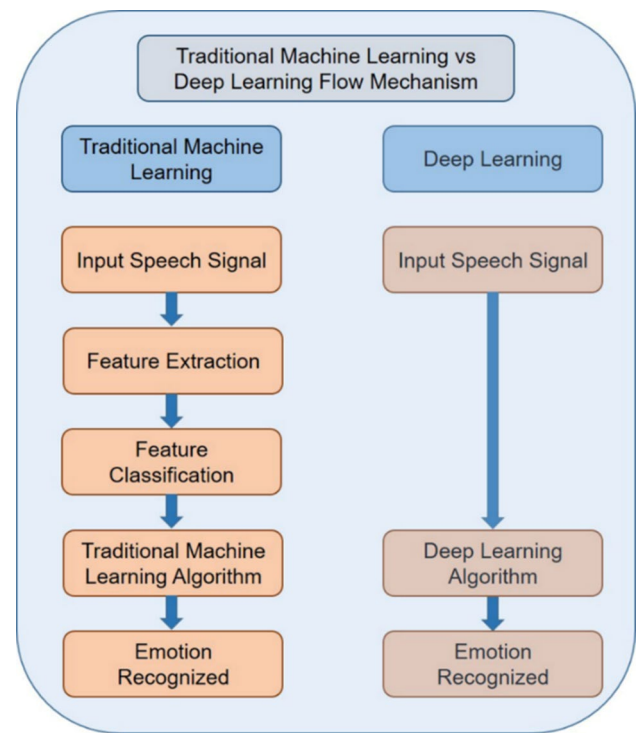 Traditional Machine Learning vs
Deep Learning Flow Mechanism
Traditional Machine
Learning
Input Speech Signal
Feature Extraction
Feature
Classification
Traditional Machine
Learning Algorithm
Emotion
Recognized
Deep Learning
Input Speech Signal
Deep Learning
Algorithm
Emotion
Recognized